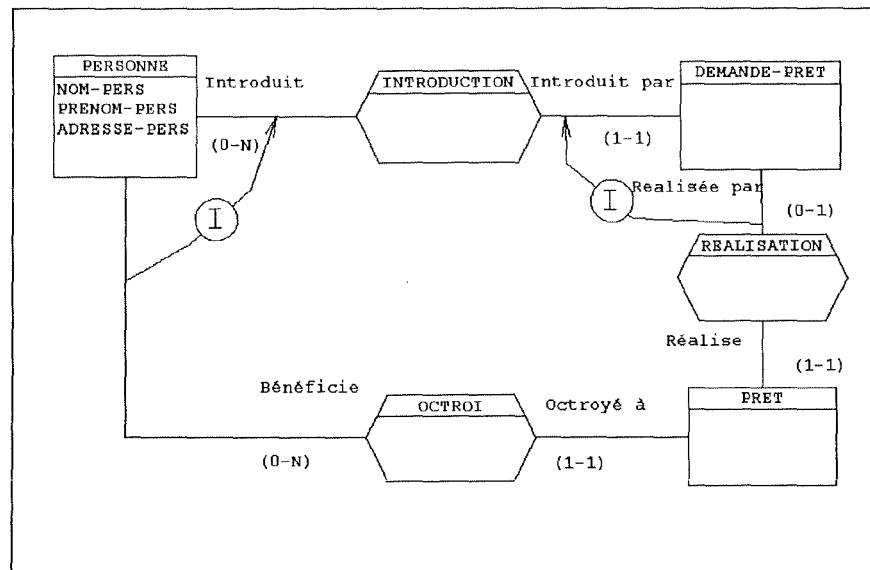 PERSONNE
NOM-PERS
PRENOM-PERS
ADRESSE-PERS
Introduit
(0-N)
INTRODUCTION
Introduit par
(1-1)
DEMANDE-PRET
I
I
Realisée par
(0-1)
REALISATION
Réalise
(1-1)
Bénéficie
(0-N)
OCTROI
Octroyé à
(1-1)
PRET